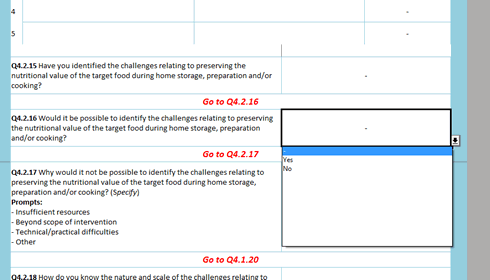 4 -
5 -
Q4.2.15 Have you identified the challenges relating to preserving the
nutritional value of the target food during home storage, preparation and/or -
cooking?
Go to Q4.2.16
Q4.2.16 Would it be possible to identify the challenges relating to preserving
the nutritional value of the target food during home storage, preparation -
and/or cooking?
Go to Q4.2.17
-
Yes
No
Q4.2.17 Why would it not be possible to identify the challenges relating to
preserving the nutritional value of the target food during home storage,
preparation and/or cooking? (Specify)
Prompts:
- Insufficient resources
- Beyond scope of intervention
- Technical/practical difficulties
- Other
Go to Q4.1.20
Q4.2.18 How do you know the nature and scale of the challenges relating to